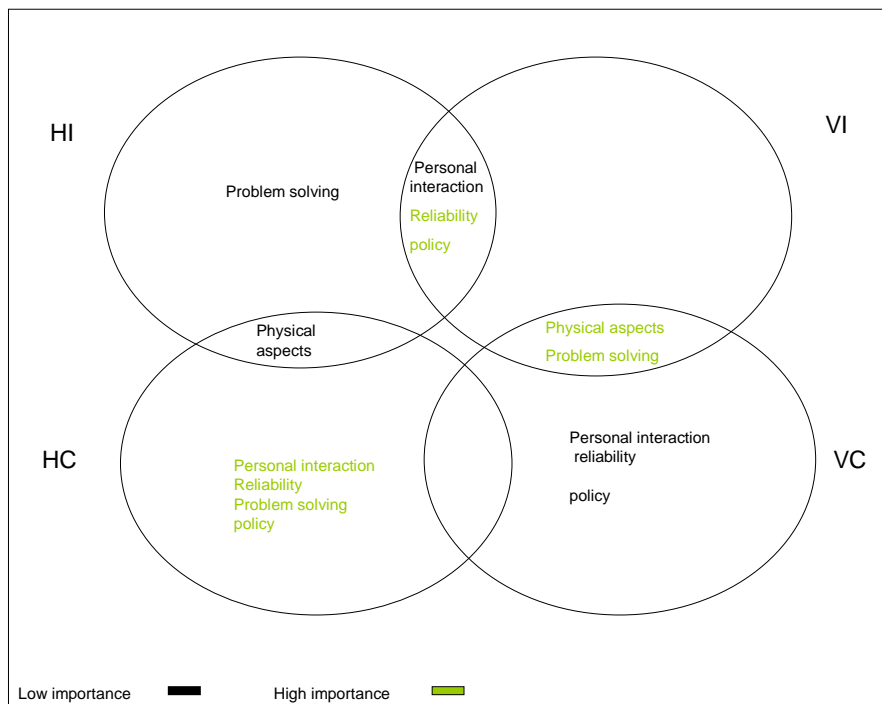 HI
VI
Problem solving
Personal
interaction
Reliability
policy
Physical
aspects
Physical aspects
Problem solving
HC
VC
Personal interaction
Reliability
Problem solving
policy
Personal interaction
reliability
policy
Low importance
High importance